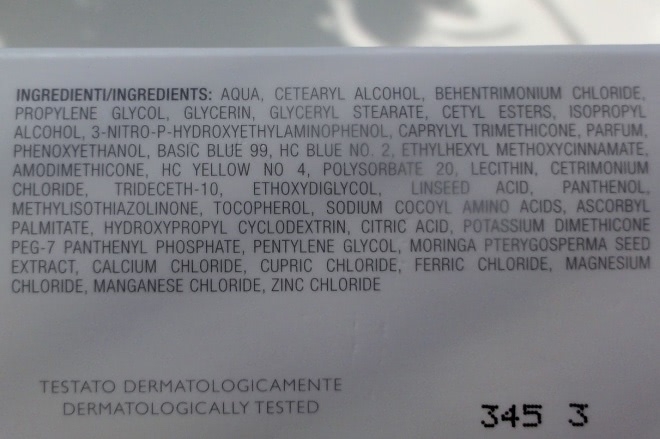 INGREDIENTI/INGREDIENTS: AQUA, CETEARYL ALCOHOL, BEHENTRIMONIUM CHLORIDE,
PROPYLENE GLYCOL, GLYCERIN, GLYCERYL STEARATE, CETYL ESTERS, ISOPROPYL
ALCOHOL, 3-NITRO-P-HYDROXYETHYLAMINOPHENOL, CAPRYLYL TRIMETHICONE, PARFUM,
PHENOXYETHANOL, BASIC BLUE 99, HC BLUE NO. 2, ETHYLHEXYL METHOXYCINNAMATE,
AMODIMETHICONE, HC YELLOW NO 4, POLYSORBATE 20, LECITHIN, CETRIMONIUM
CHLORIDE, TRIDECETH-10, ETHOXYDIGLYCOL, LINSEED ACID, PANTHENOL,
METHYLISOTHIAZOLINONE, TOCOPHEROL, SODIUM COCOYL AMINO ACIDS, ASCORBYL
PALMITATE, HYDROXYPROPYL CYCLODEXTRIN, CITRIC ACID, POTASSIUM DIMETHICONE
PEG-7 PANTHENYL PHOSPHATE, PENTYLENE GLYCOL, MORINGA PTERYGOSPERMA SEED
EXTRACT, CALCIUM CHLORIDE, CUPRIC CHLORIDE, FERRIC CHLORIDE, MAGNESIUM
CHLORIDE, MANGANESE CHLORIDE, ZINC CHLORIDE
TESTATO DERMATOLOGICAMENTE
DERMATOLOGICALLY TESTED
345 3